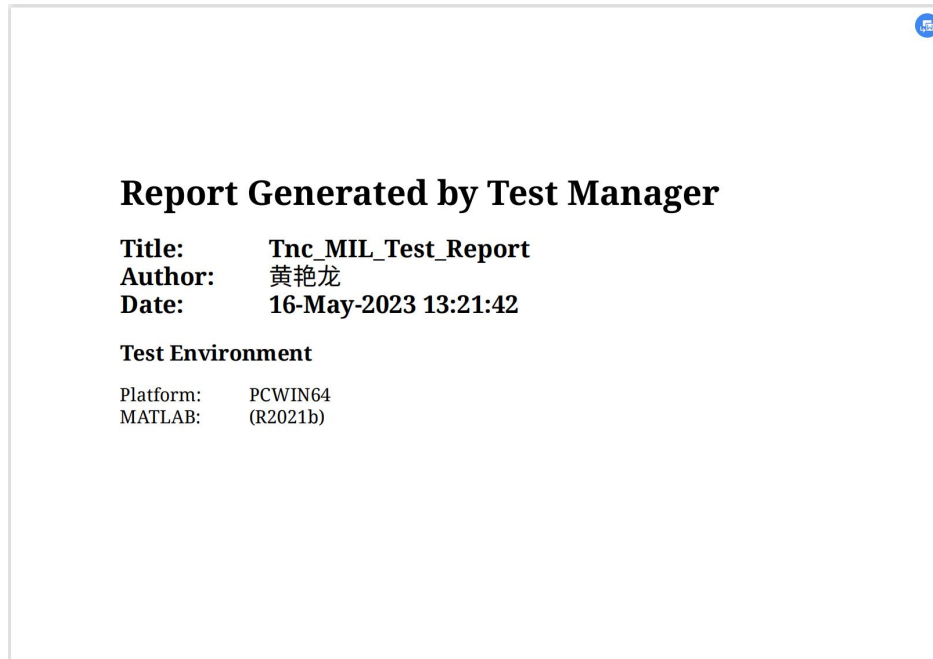 Report Generated by Test Manager
Title: Tnc_MIL_Test_Report
Author: 黄艳龙
Date: 16-May-2023 13:21:42
Test Environment
Platform: PCWIN64
MATLAB: (R2021b)